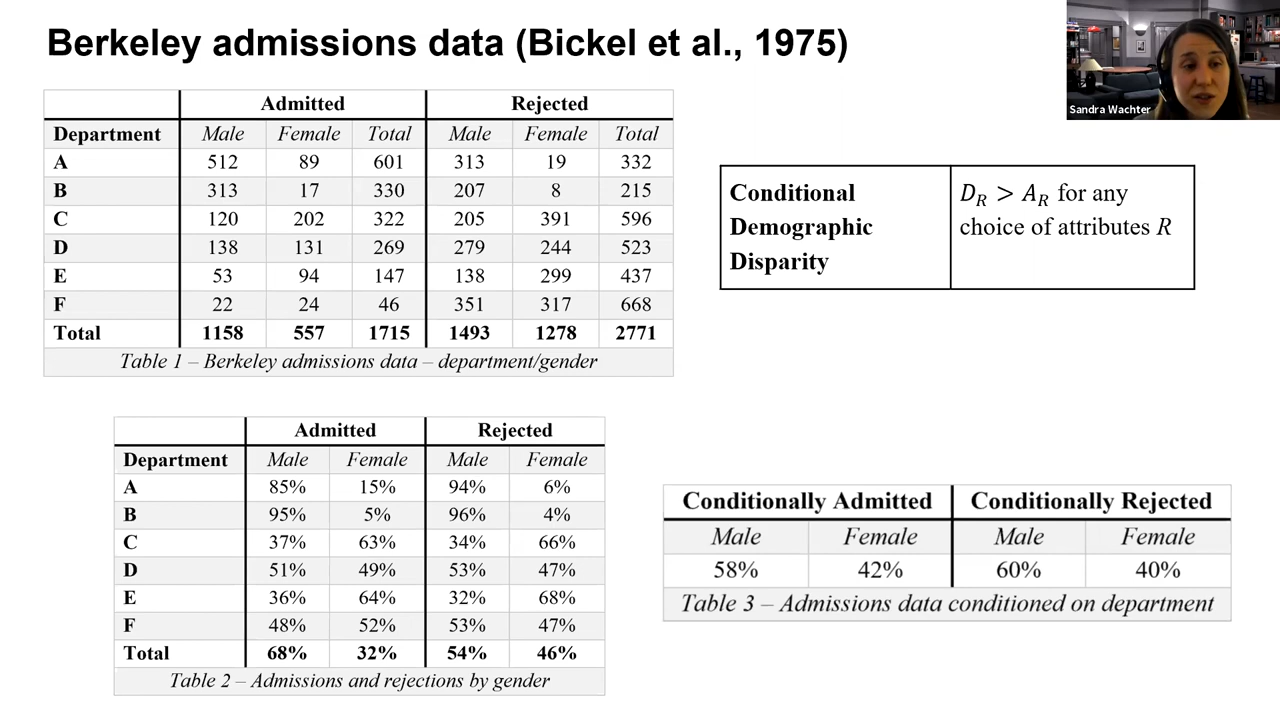 Berkeley admissions data (Bickel et al., 1975)
Sandra Wachter
Admitted Rejected
Department Male Female Total Male Female Total
A 512 89 601 313 19 332
B 313 17 330 207 8 215
C 120 202 322 205 391 596
D 138 131 269 279 244 523
E 53 94 147 138 299 437
F 22 24 46 351 317 668
Total 1158 557 1715 1493 1278 2771
Table 1 – Berkeley admissions data – department/gender
Conditional
Demographic
Disparity
D_R > A_R for any
choice of attributes R
Admitted Rejected
Department Male Female Male Female
A 85% 15% 94% 6%
B 95% 5% 96% 4%
C 37% 63% 34% 66%
D 51% 49% 53% 47%
E 36% 64% 32% 68%
F 48% 52% 53% 47%
Total 68% 32% 54% 46%
Table 2 – Admissions and rejections by gender
Conditionally Admitted Conditionally Rejected
Male Female Male Female
58% 42% 60% 40%
Table 3 – Admissions data conditioned on department